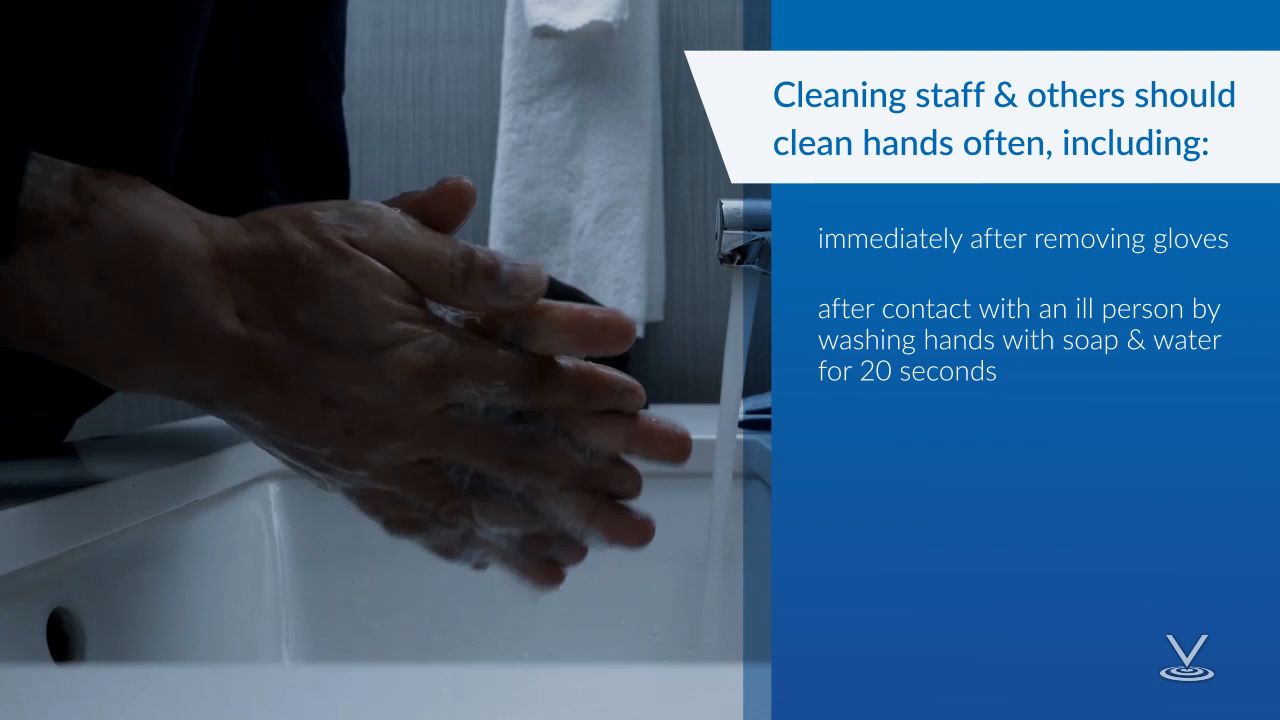 Cleaning staff & others should
clean hands often, including:
immediately after removing gloves
after contact with an ill person by
washing hands with soap & water
for 20 seconds